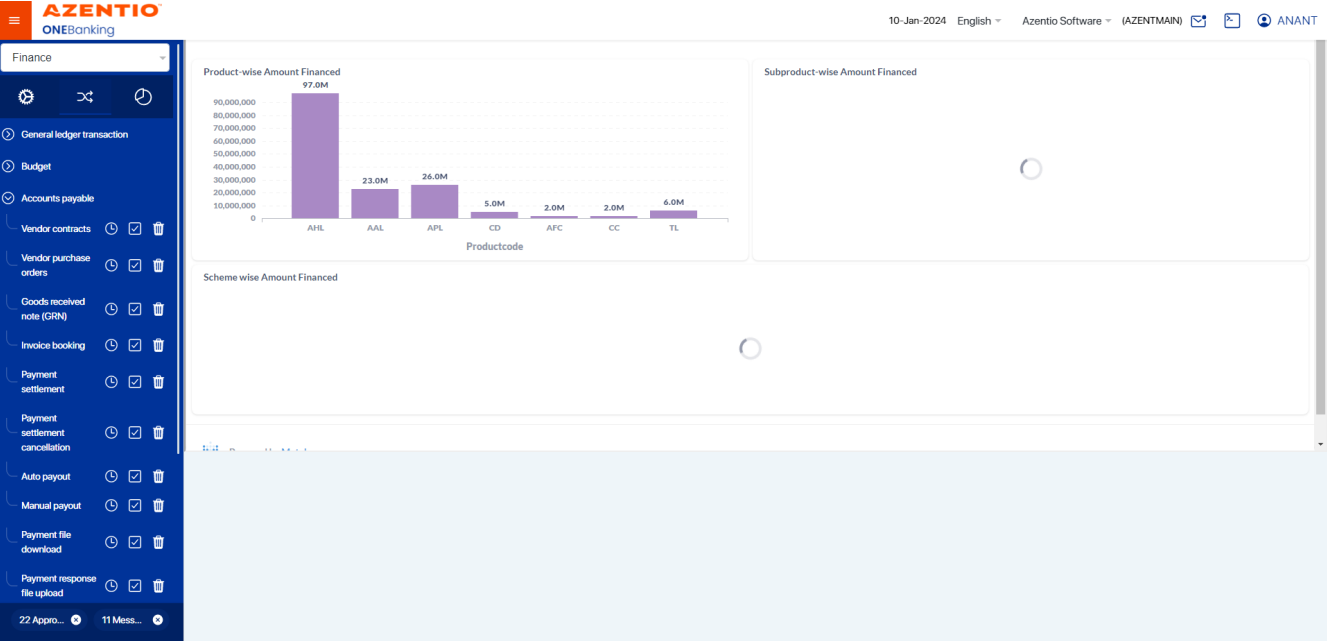 AZENTIO
ONEBanking
10-Jan-2024 English Azentio Software (AZENTMAIN) ANANT
Finance
General ledger transaction
Budget
Accounts payable
Vendor contracts
Vendor purchase
orders
Goods received
note (GRN)
Invoice booking
Payment
settlement
Payment
settlement
cancellation
Auto payout
Manual payout
Payment file
download
Payment response
file upload
22 Appro... 11 Mess...
Product-wise Amount Financed
97.0M
90,000,000
80,000,000
70,000,000
60,000,000
50,000,000
40,000,000
30,000,000
20,000,000
10,000,000
0
23.0M
26.0M
5.0M
2.0M
2.0M
6.0M
AHL AAL APL CD AFC CC TL
Productcode
Subproduct-wise Amount Financed
Scheme wise Amount Financed